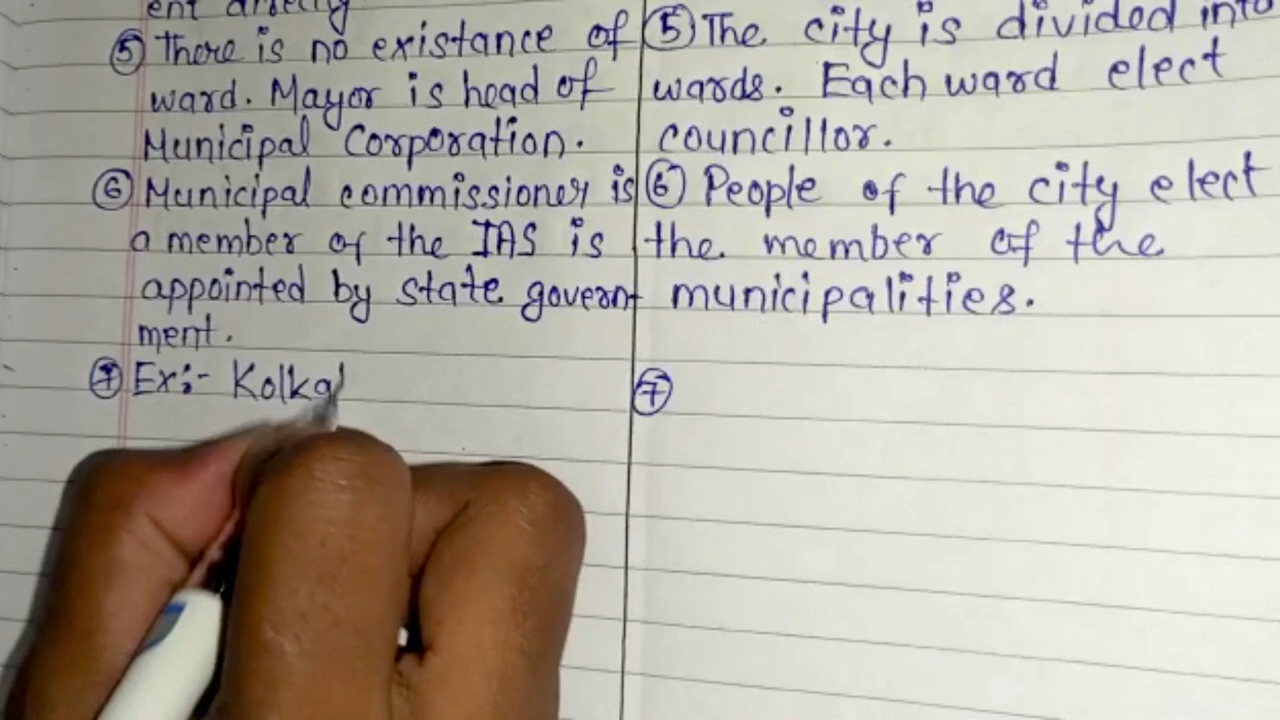 ent directly
⑤ There is no existance of
ward. Mayor is head of
Municipal Corporation.
⑥ Municipal commissioner is
a member of the IAS is
appointed by state govern
ment.
⑦ Ex:- Kolka
⑤ The city is divided into
wards. Each ward elect
councillor.
⑥ People of the city elect
the member of the
municipalities.
⑦